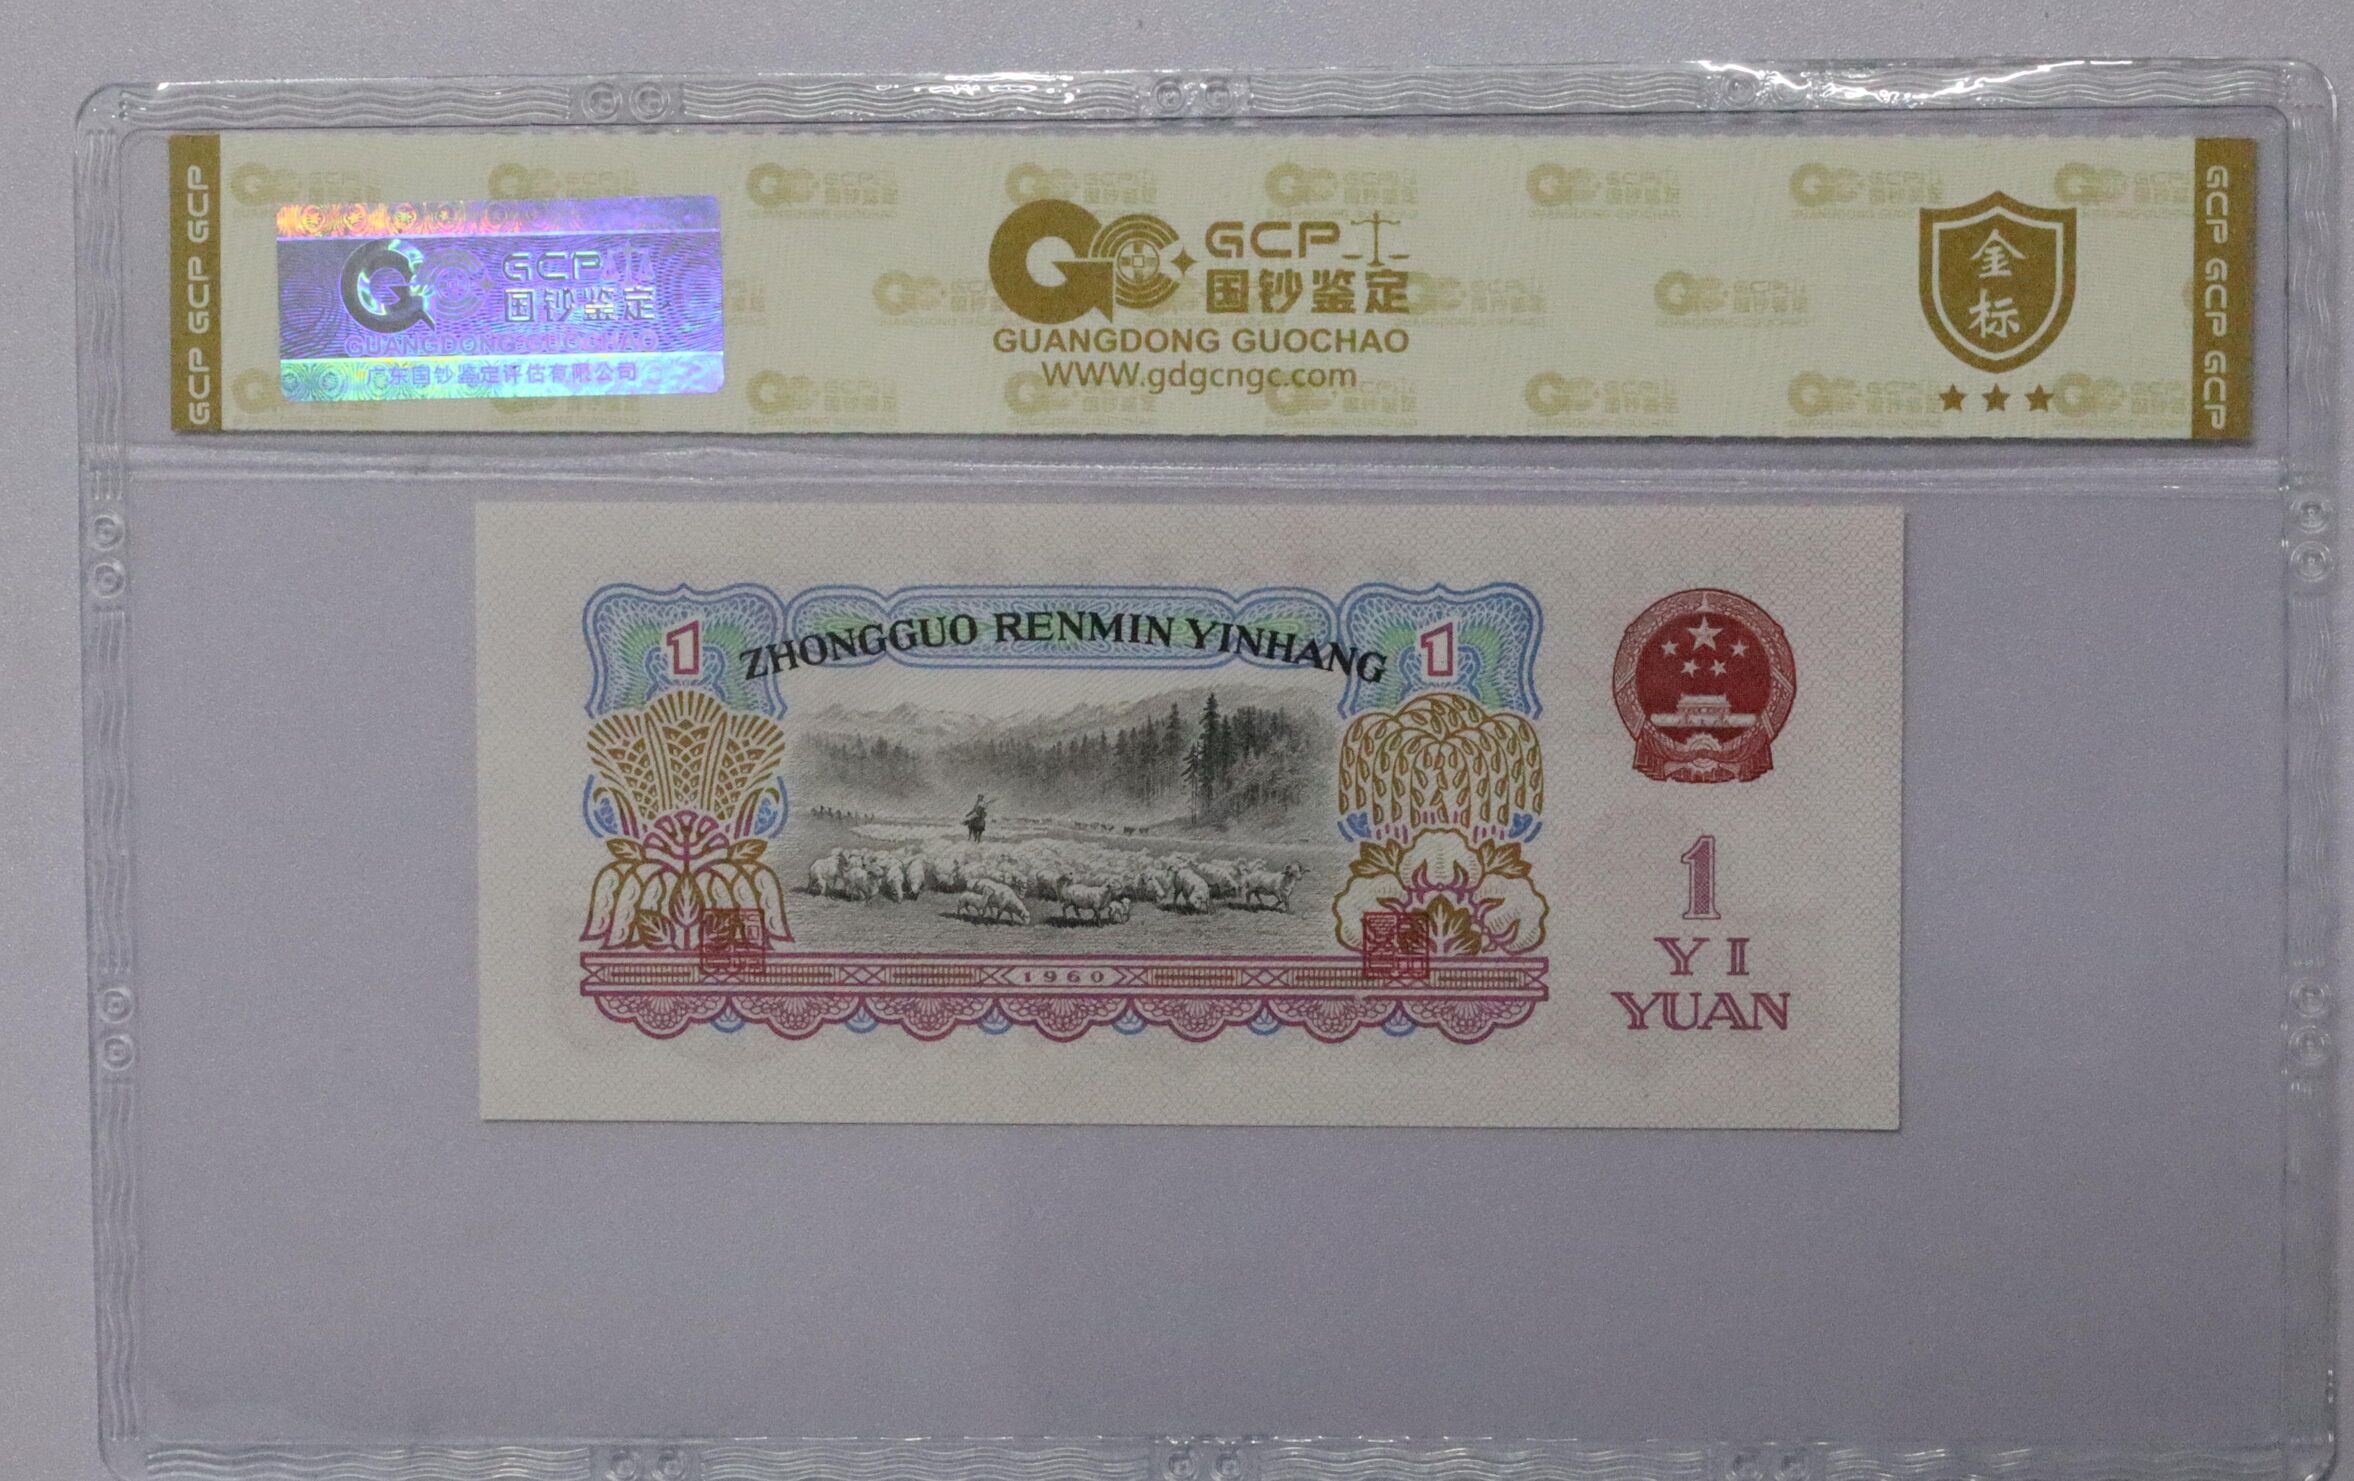 GCP GCP GCP
GCP
国钞鉴定
GUANGDONG GUOCHAO
广东国钞鉴定评估有限公司
GCP
国钞鉴定
GUANGDONG GUOCHAO
WWW.gdgcngc.com
金
标
GCP GCP GCP
1
ZHONGGUO RENMIN YINHANG
1
1960
1
YI
YUAN